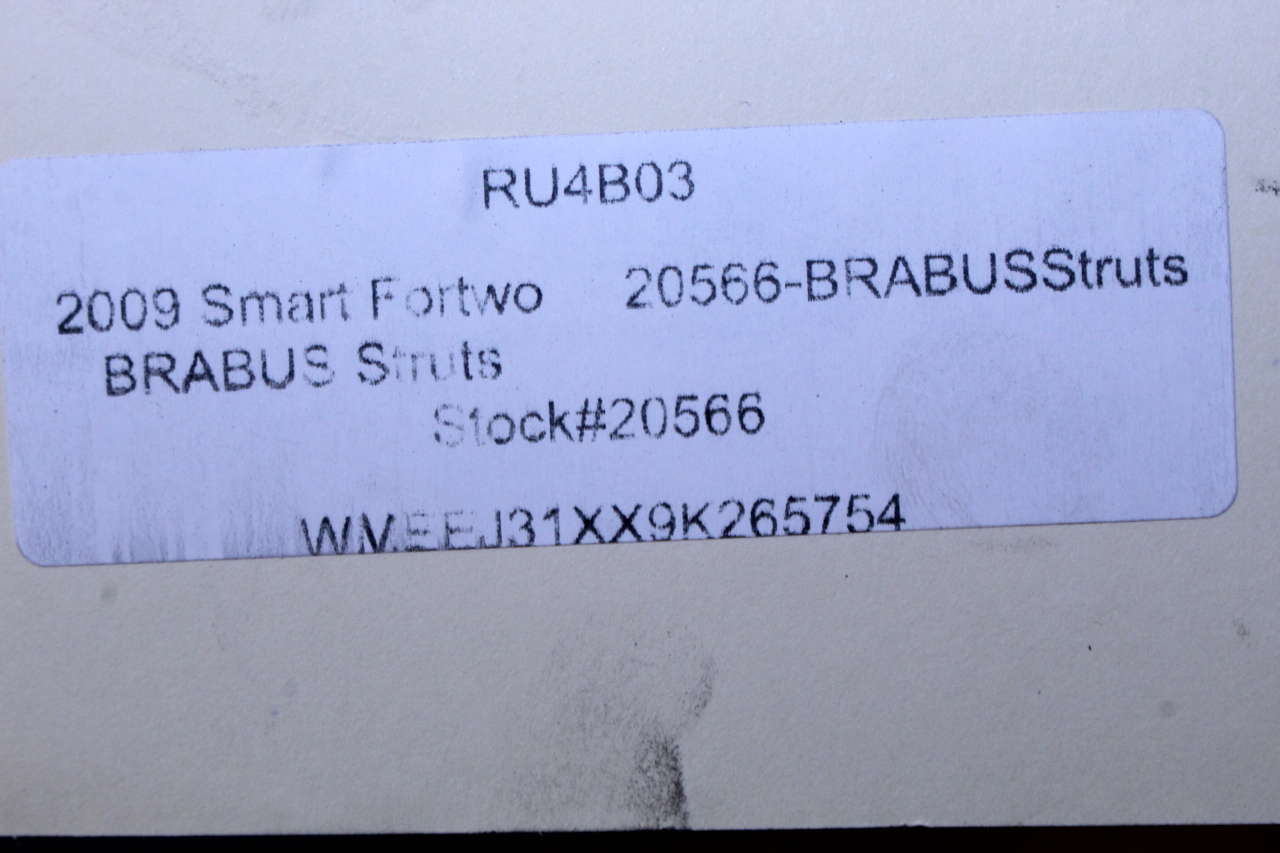 RU4B03
2009 Smart Fortwo 20566-BRABUSStruts
BRABUS Struts
Stock#20566
WMEEJ31XX9K265754